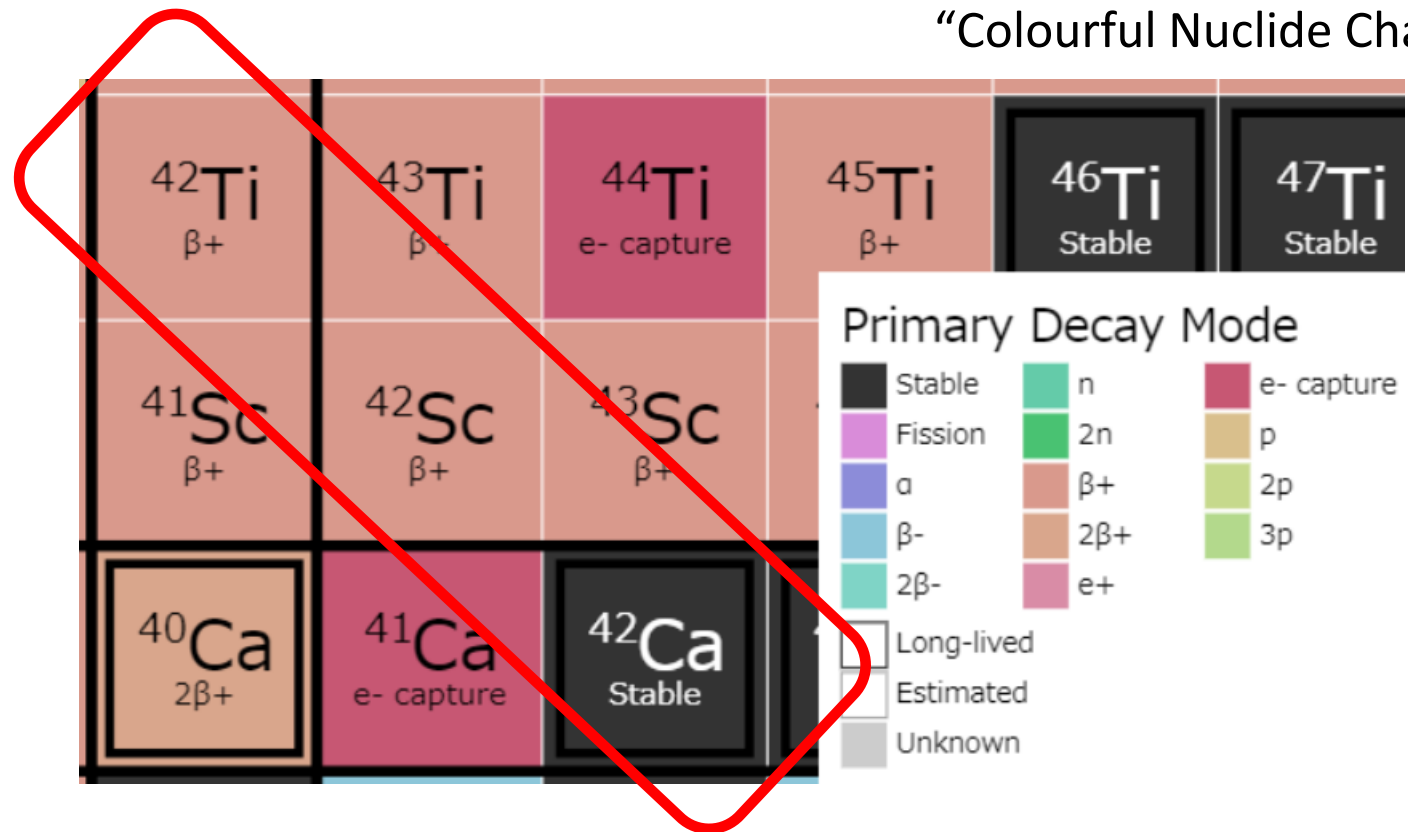 “Colourful Nuclide Cha
42Ti 43Ti 44Ti 45Ti 46Ti 47Ti
β+ β+ e- capture β+ Stable Stable
41Sc 42Sc 43Sc
β+ β+ β+
40Ca 41Ca 42Ca
2β+ e- capture Stable
Primary Decay Mode
Stable n e- capture
Fission 2n p
α β+ 2p
β- 2β+ 3p
2β- e+
Long-lived
Estimated
Unknown